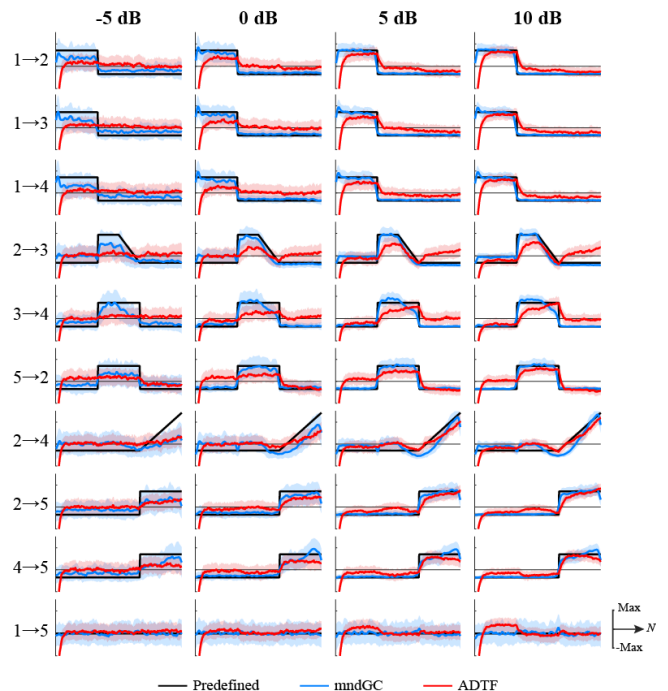 -5 dB 0 dB 5 dB 10 dB
1→2
1→3
1→4
2→3
3→4
5→2
2→4
2→5
4→5
1→5
Max
N
-Max
Predefined mndGC ADTF